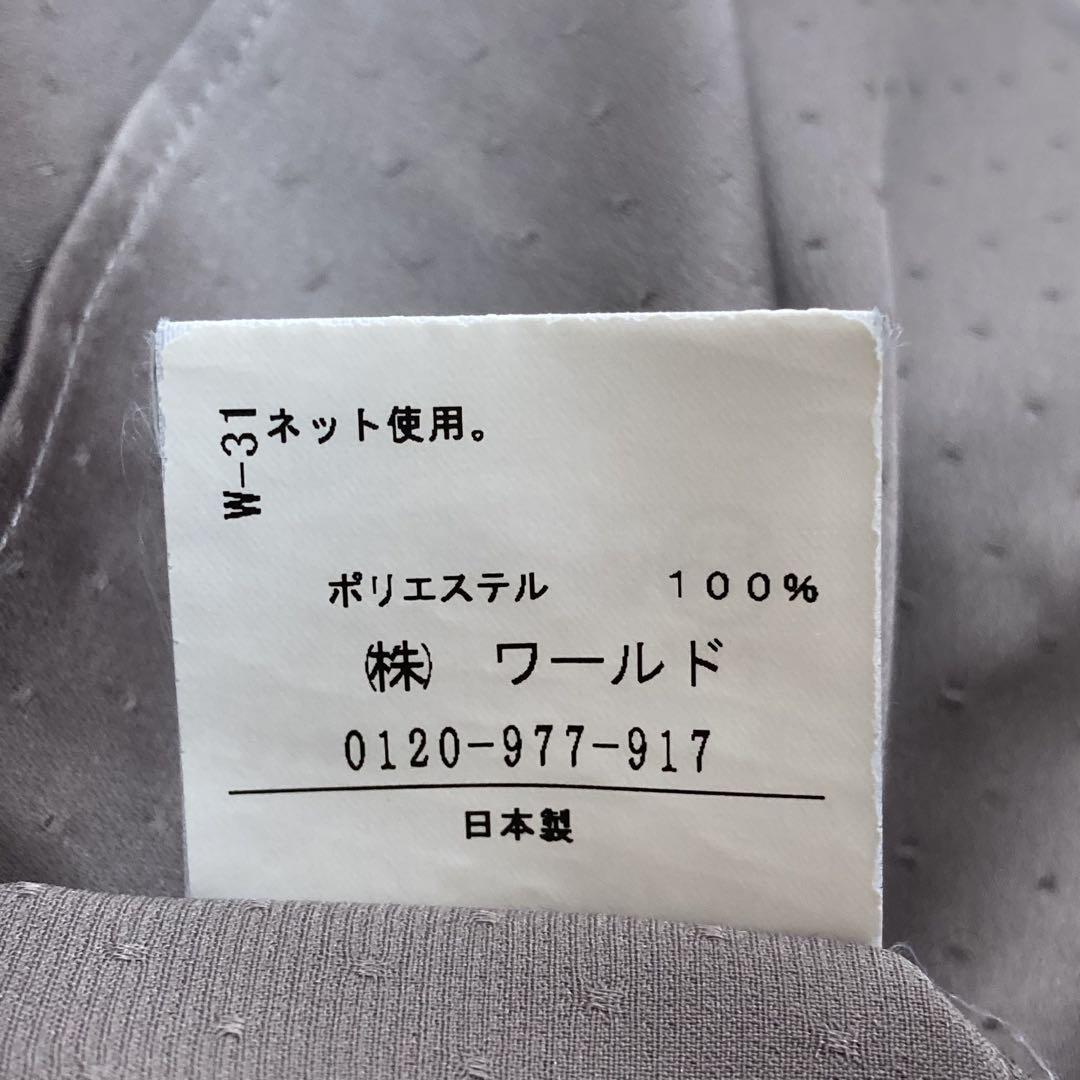 W-31
ネット使用。
ポリエステル　１００%
㈱　ワールド
0120-977-917
日本製